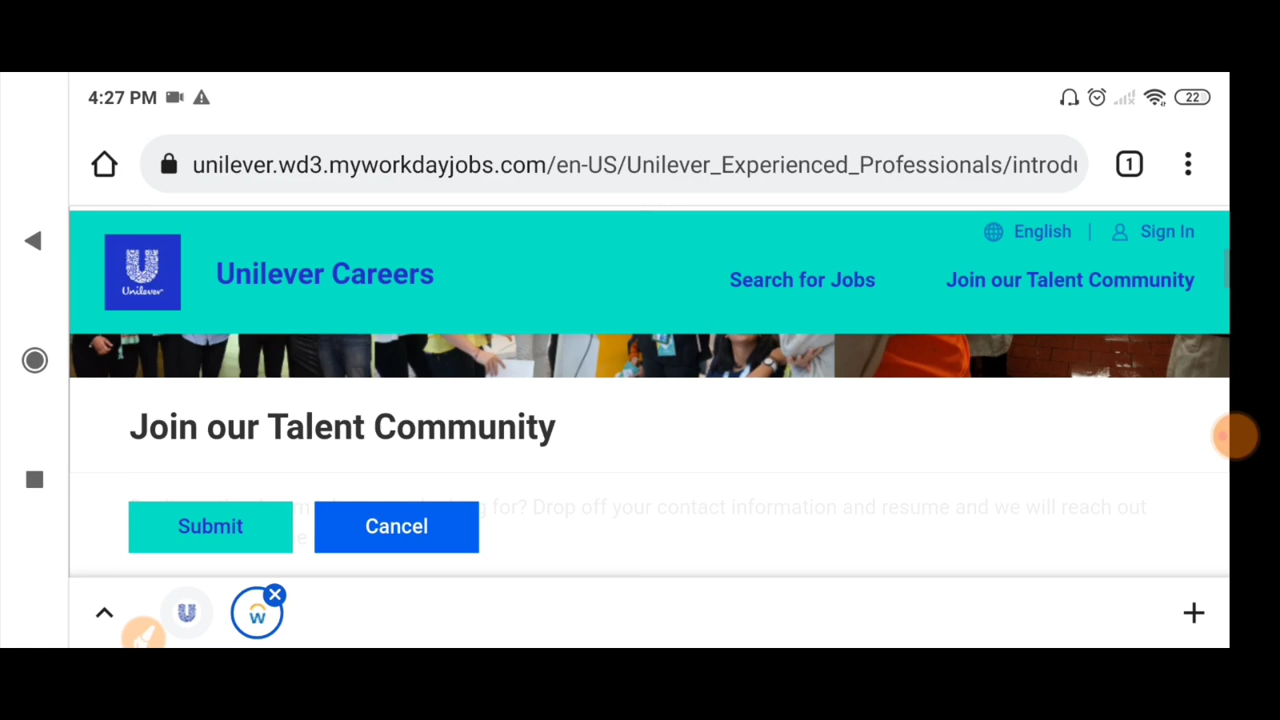 4:27 PM
22
unilever.wd3.myworkdayjobs.com/en-US/Unilever_Experienced_Professionals/introdu
1
English | Sign In
Unilever
Unilever Careers
Search for Jobs
Join our Talent Community
Join our Talent Community
for? Drop off your contact information and resume and we will reach out
Submit
Cancel